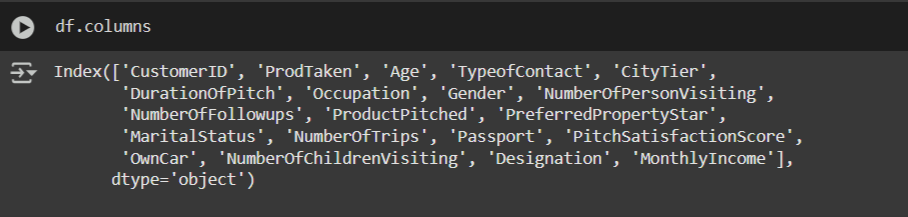 df.columns
Index(['CustomerID', 'ProdTaken', 'Age', 'TypeofContact', 'CityTier',
'DurationOfPitch', 'Occupation', 'Gender', 'NumberOfPersonVisiting',
'NumberOfFollowups', 'ProductPitched', 'PreferredPropertyStar',
'MaritalStatus', 'NumberOfTrips', 'Passport', 'PitchSatisfactionScore',
'OwnCar', 'NumberOfChildrenVisiting', 'Designation', 'MonthlyIncome'],
dtype='object')